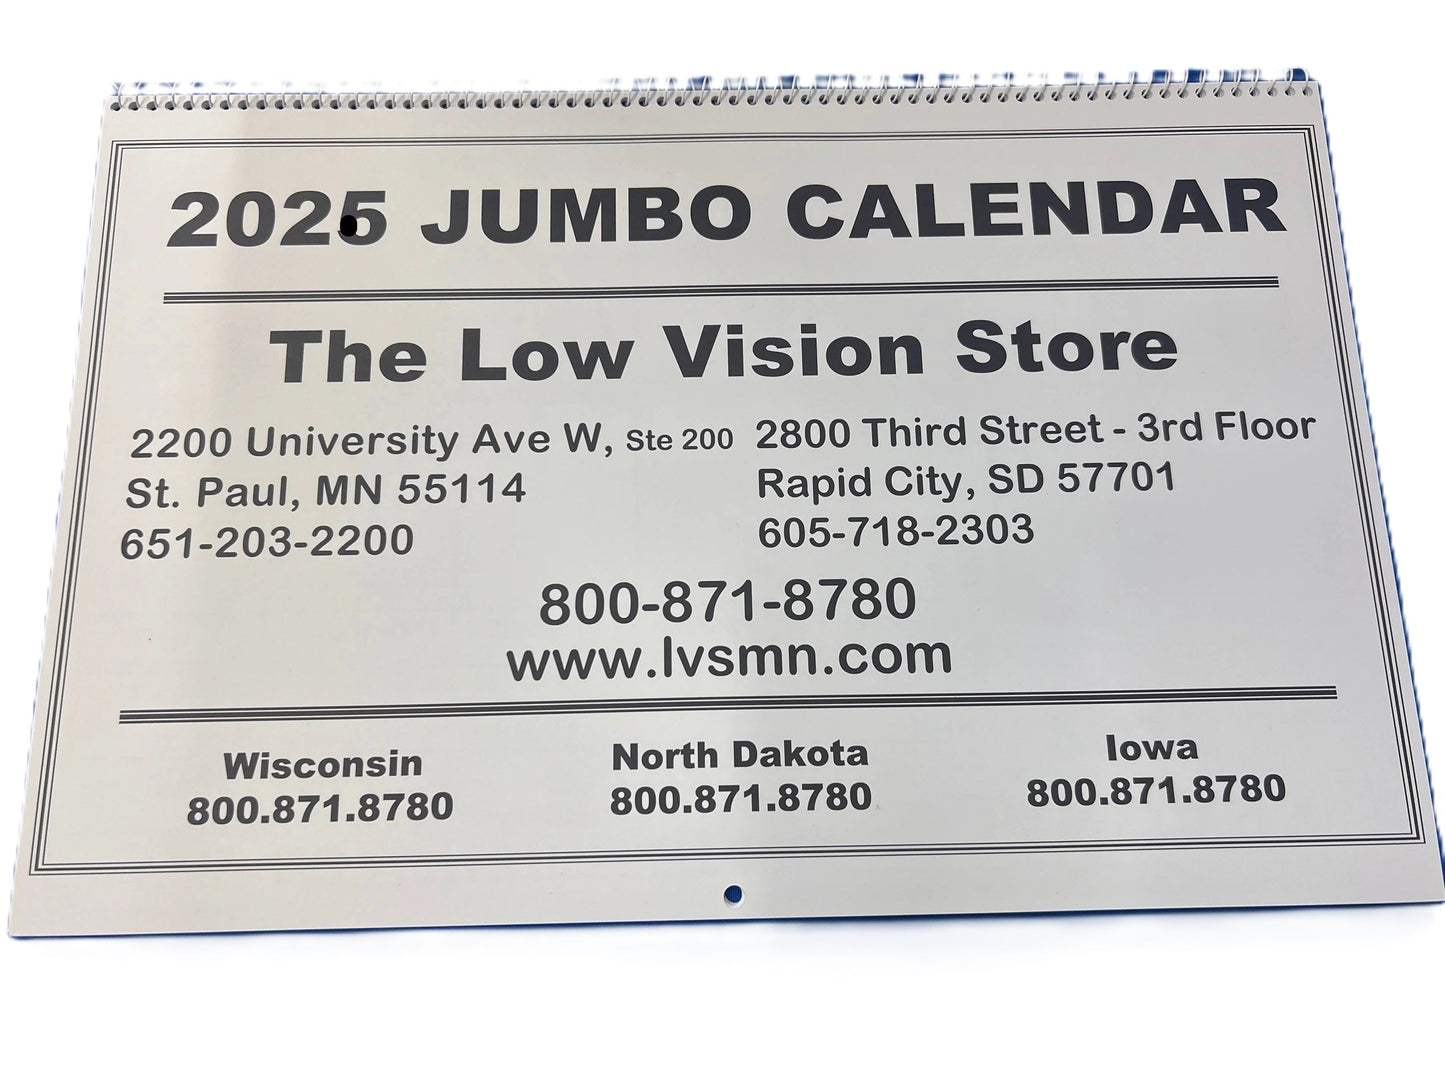 2025 JUMBO CALENDAR
The Low Vision Store
2200 University Ave W, Ste 200
St. Paul, MN 55114
651-203-2200
2800 Third Street - 3rd Floor
Rapid City, SD 57701
605-718-2303
800-871-8780
www.lvsmn.com
Wisconsin
800.871.8780
North Dakota
800.871.8780
Iowa
800.871.8780